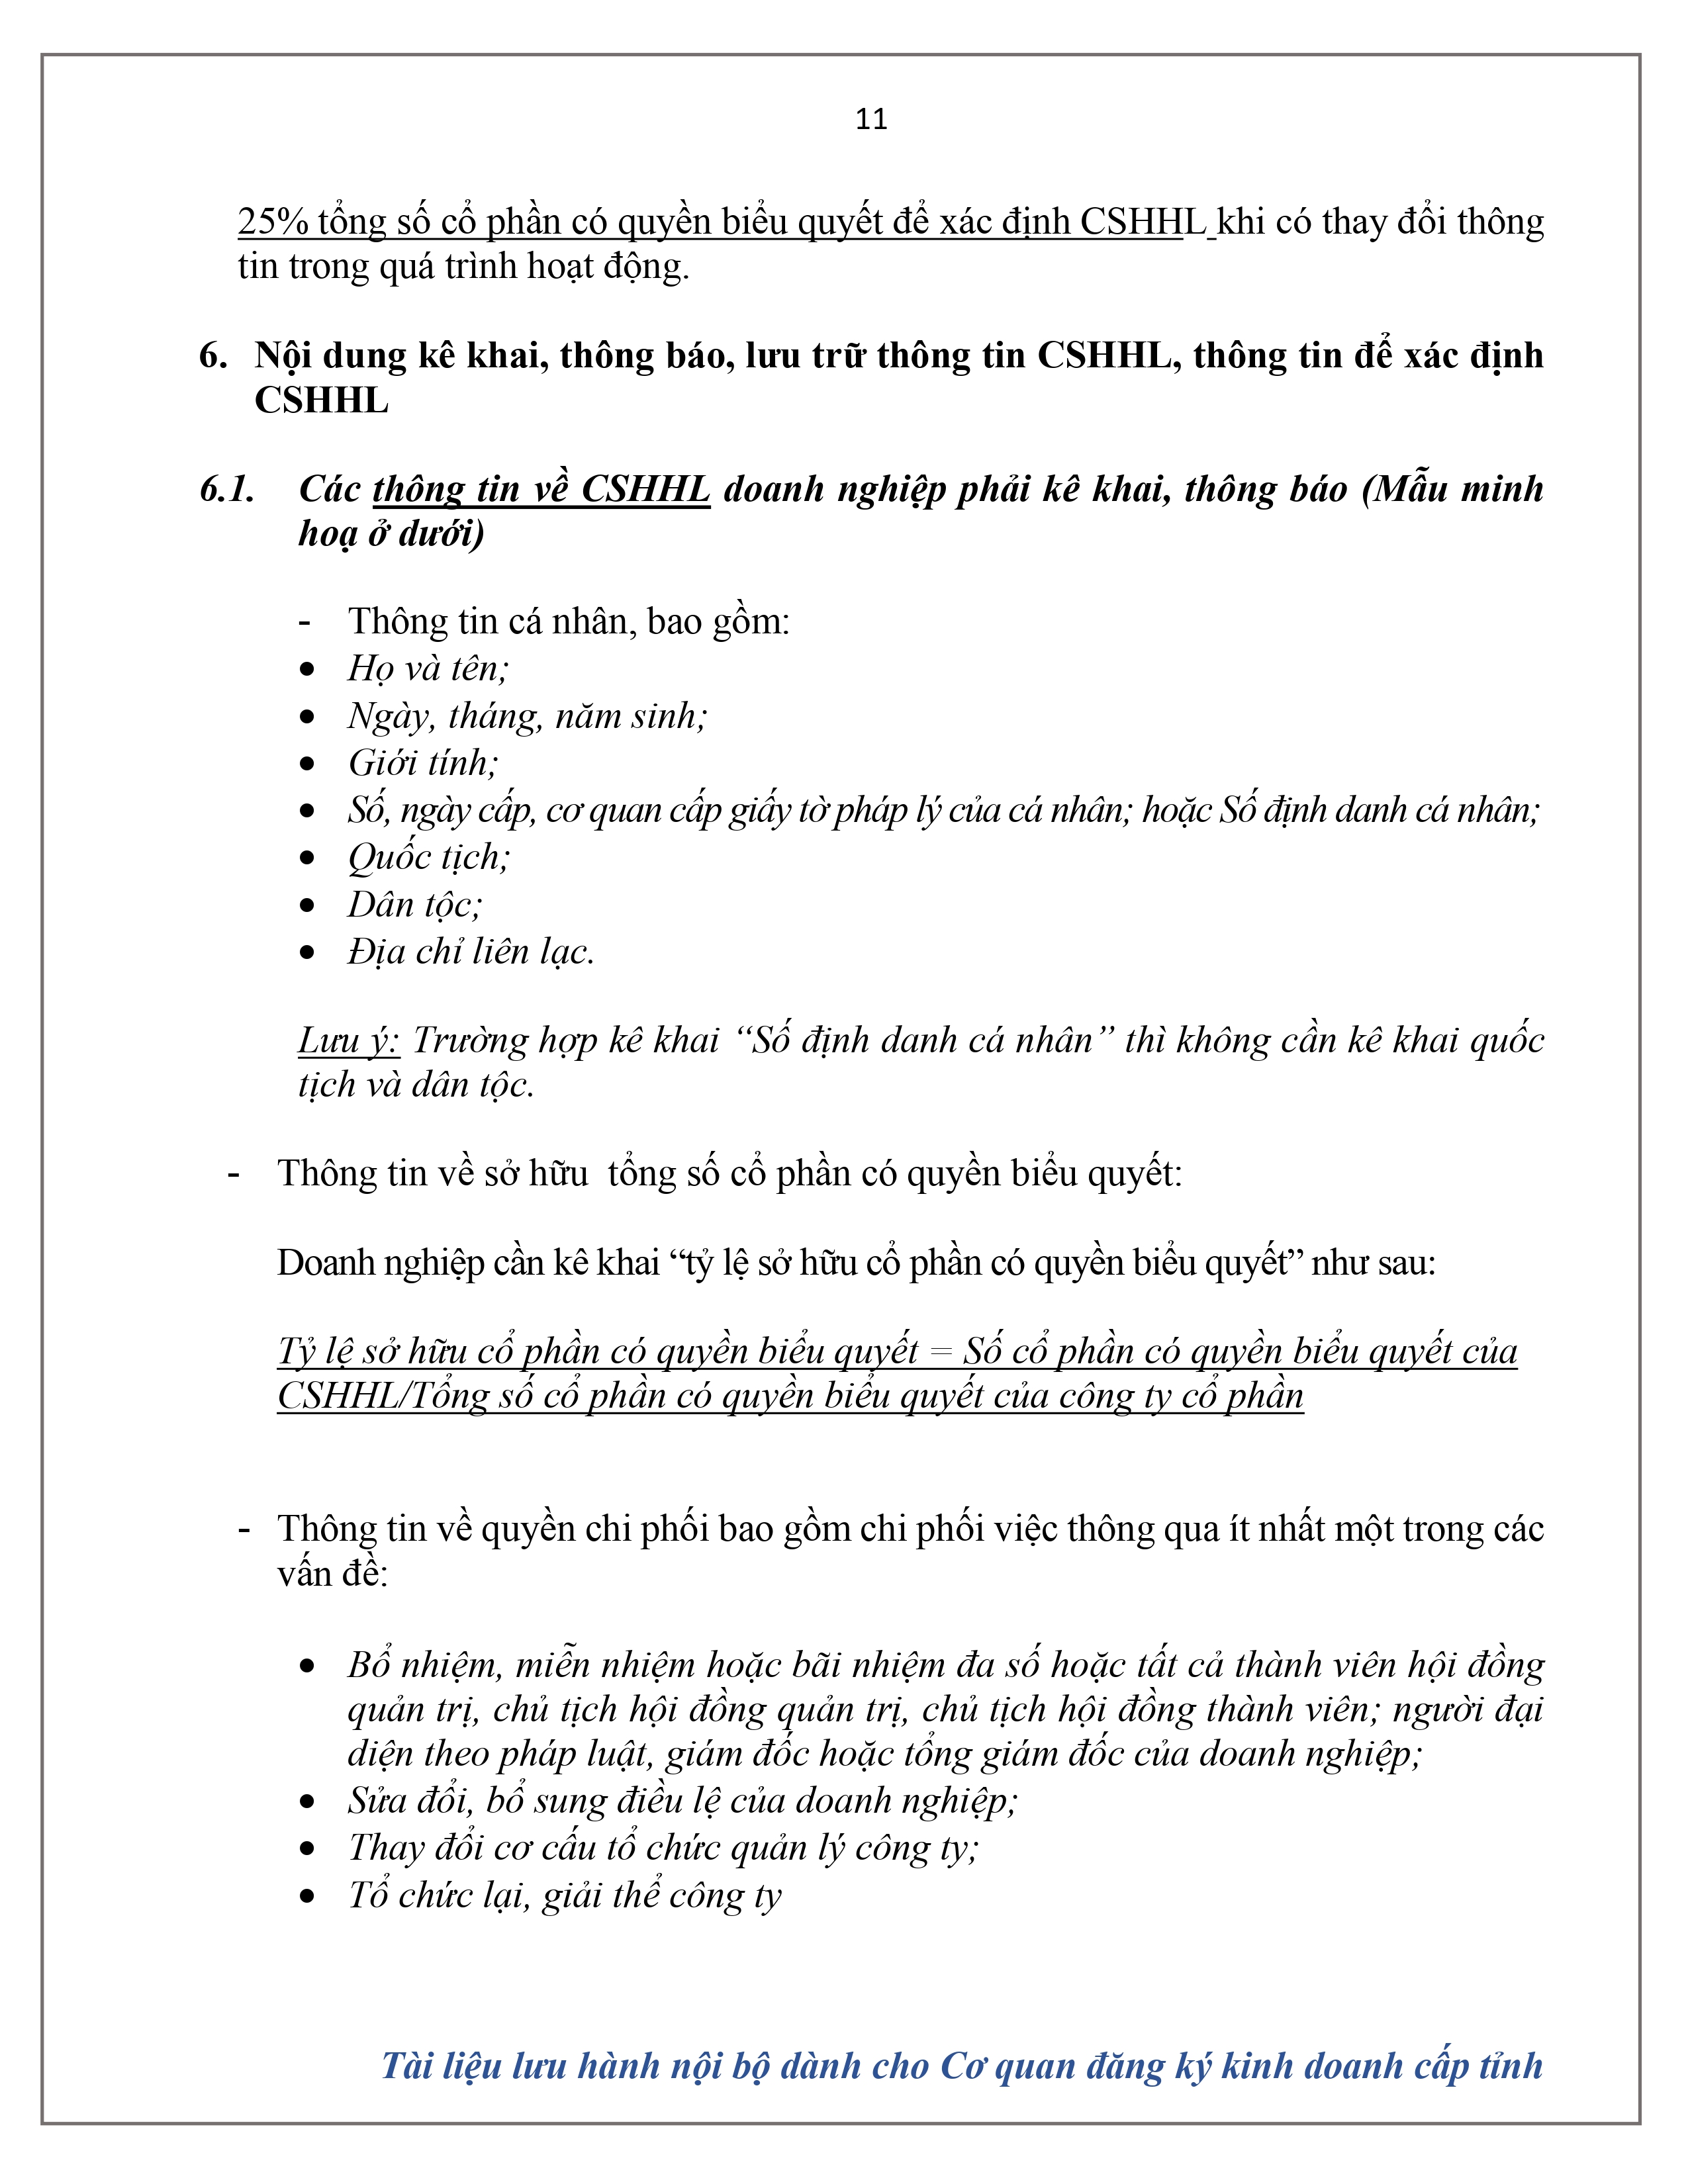 11
25% tổng số cổ phần có quyền biểu quyết để xác định CSHHL khi có thay đổi thông
tin trong quá trình hoạt động.
6. Nội dung kê khai, thông báo, lưu trữ thông tin CSHHL, thông tin để xác định
CSHHL
6.1. Các thông tin về CSHHL doanh nghiệp phải kê khai, thông báo (Mẫu minh
hoạ ở dưới)
- Thông tin cá nhân, bao gồm:
• Họ và tên;
• Ngày, tháng, năm sinh;
• Giới tính;
• Số, ngày cấp, cơ quan cấp giấy tờ pháp lý của cá nhân; hoặc Số định danh cá nhân;
• Quốc tịch;
• Dân tộc;
• Địa chỉ liên lạc.
Lưu ý: Trường hợp kê khai “Số định danh cá nhân” thì không cần kê khai quốc
tịch và dân tộc.
- Thông tin về sở hữu tổng số cổ phần có quyền biểu quyết:
Doanh nghiệp cần kê khai “tỷ lệ sở hữu cổ phần có quyền biểu quyết” như sau:
Tỷ lệ sở hữu cổ phần có quyền biểu quyết = Số cổ phần có quyền biểu quyết của
CSHHL/Tổng số cổ phần có quyền biểu quyết của công ty cổ phần
- Thông tin về quyền chi phối bao gồm chi phối việc thông qua ít nhất một trong các
vấn đề:
• Bổ nhiệm, miễn nhiệm hoặc bãi nhiệm đa số hoặc tất cả thành viên hội đồng
quản trị, chủ tịch hội đồng quản trị, chủ tịch hội đồng thành viên; người đại
diện theo pháp luật, giám đốc hoặc tổng giám đốc của doanh nghiệp;
• Sửa đổi, bổ sung điều lệ của doanh nghiệp;
• Thay đổi cơ cấu tổ chức quản lý công ty;
• Tổ chức lại, giải thể công ty
Tài liệu lưu hành nội bộ dành cho Cơ quan đăng ký kinh doanh cấp tỉnh